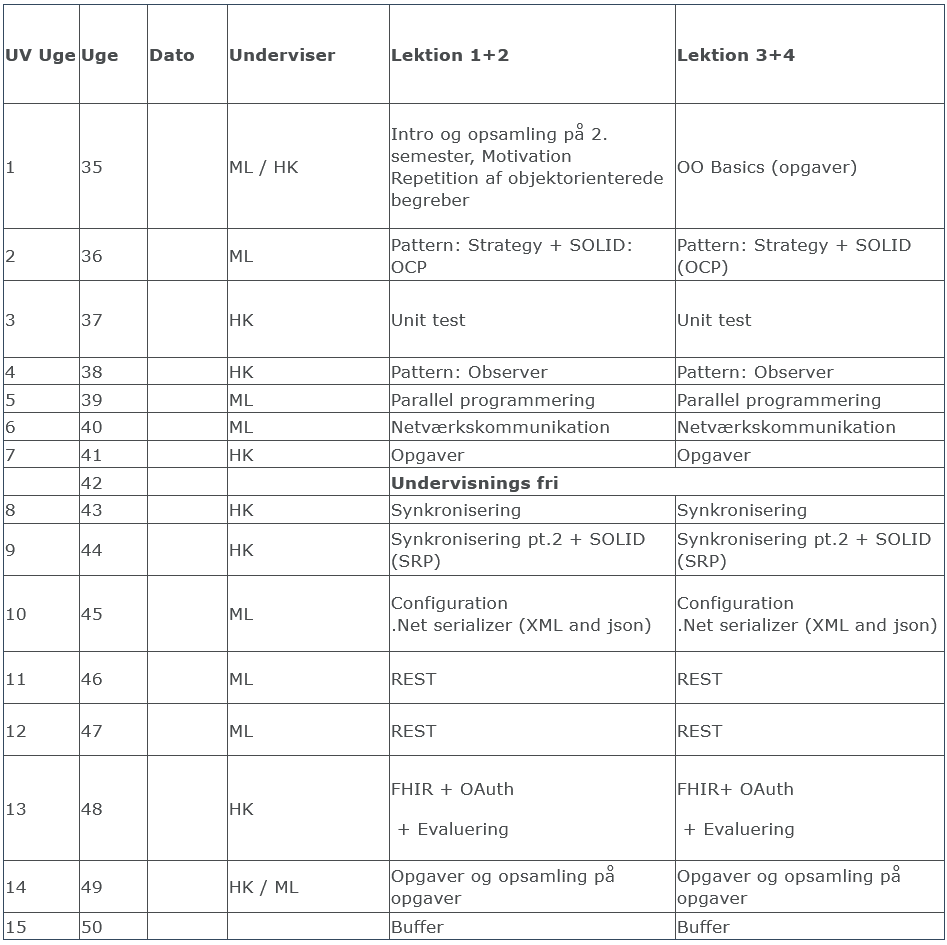 UV Uge Uge Dato Underviser Lektion 1+2 Lektion 3+4
1 35 ML / HK Intro og opsamling på 2.
semester, Motivation
Repetition af objektorienterede
begreber OO Basics (opgaver)
2 36 ML Pattern: Strategy + SOLID:
OCP Pattern: Strategy + SOLID
(OCP)
3 37 HK Unit test Unit test
4 38 HK Pattern: Observer Pattern: Observer
5 39 ML Parallel programmering Parallel programmering
6 40 ML Netværkskommunikation Netværkskommunikation
7 41 HK Opgaver Opgaver
42 Undervisnings fri
8 43 HK Synkronisering Synkronisering
9 44 HK Synkronisering pt.2 + SOLID
(SRP) Synkronisering pt.2 + SOLID
(SRP)
10 45 ML Configuration
.Net serializer (XML and json) Configuration
.Net serializer (XML and json)
11 46 ML REST REST
12 47 ML REST REST
13 48 HK FHIR + OAuth
+ Evaluering FHIR+ OAuth
+ Evaluering
14 49 HK / ML Opgaver og opsamling på
opgaver Opgaver og opsamling på
opgaver
15 50 Buffer Buffer